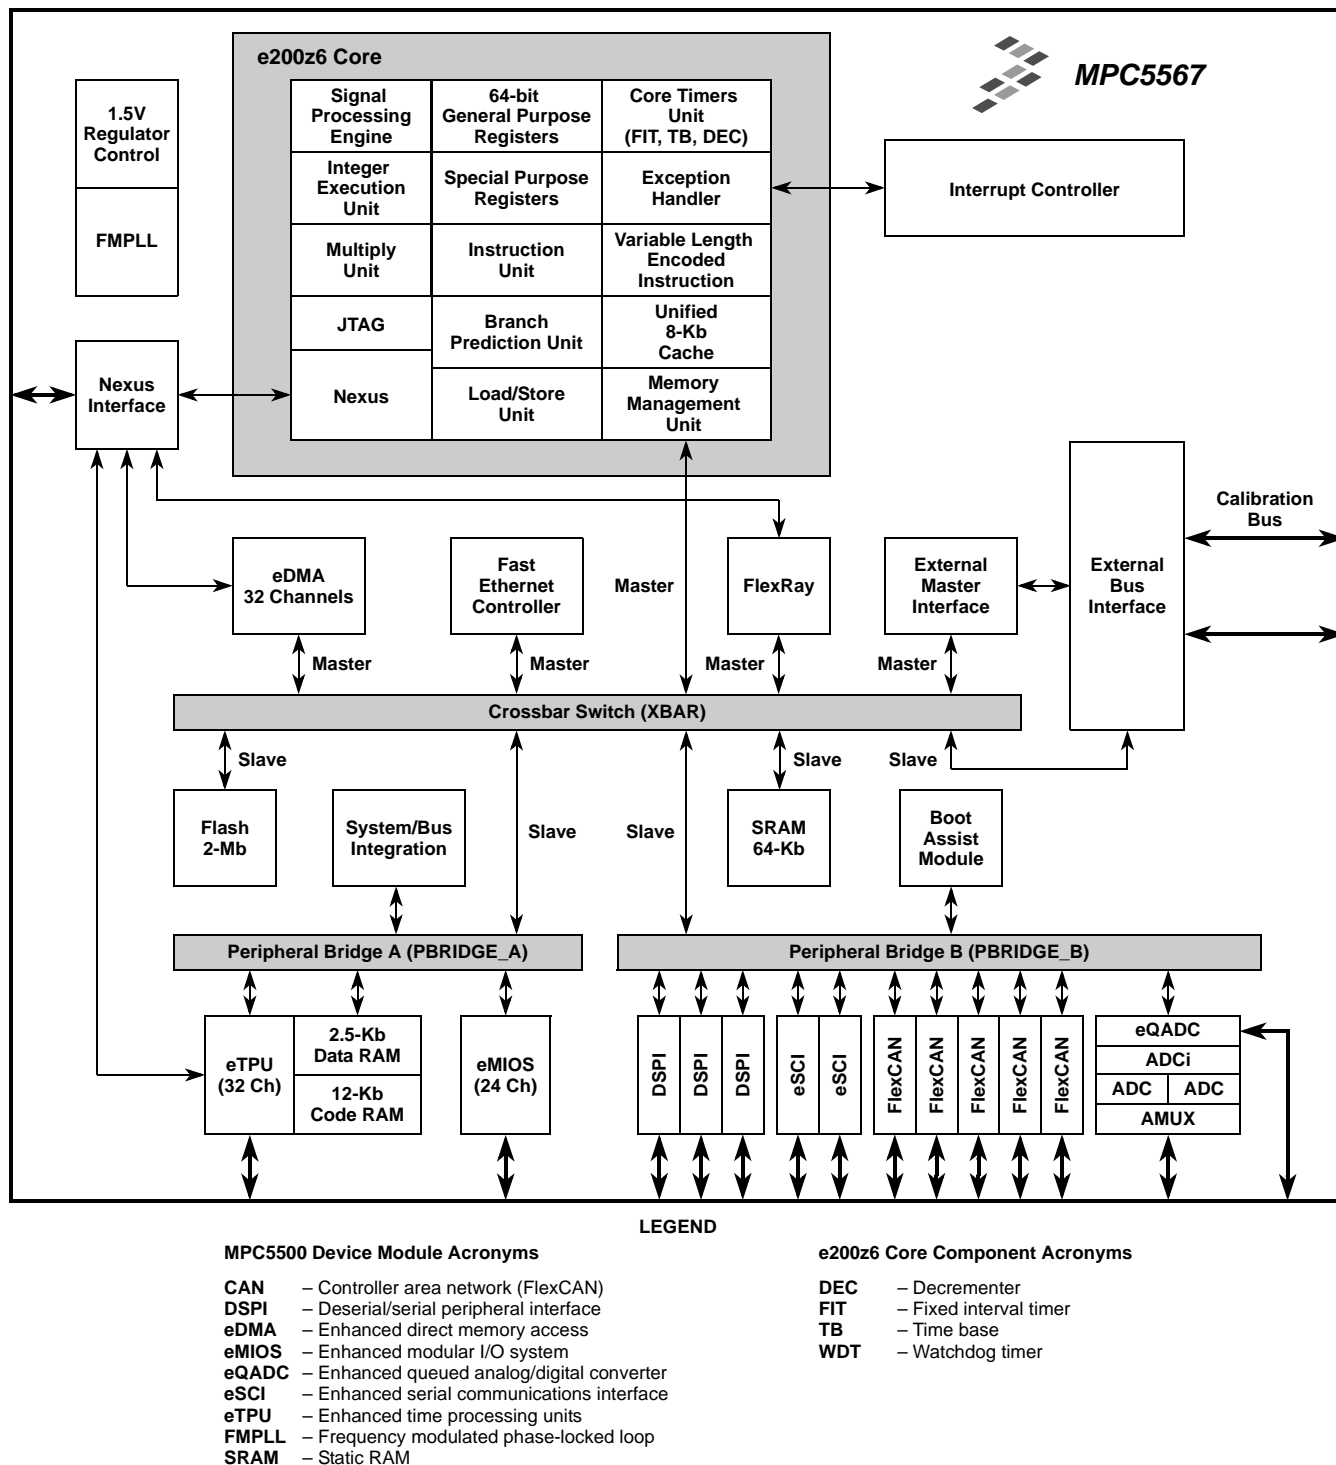 e200z6 Core
MPC5567
1.5V
Regulator
Control
FMPLL
Signal
Processing
Engine
64-bit
General Purpose
Registers
Core Timers
Unit
(FIT, TB, DEC)
Integer
Execution
Unit
Special Purpose
Registers
Exception
Handler
Interrupt Controller
Multiply
Unit
Instruction
Unit
Variable Length
Encoded
Instruction
JTAG
Branch
Prediction Unit
Unified
8-Kb
Cache
Nexus
Interface
Nexus
Load/Store
Unit
Memory
Management
Unit
Calibration
Bus
eDMA
32 Channels
Fast
Ethernet
Controller
Master
FlexRay
External
Master
Interface
External
Bus
Interface
Master
Master
Master
Master
Crossbar Switch (XBAR)
Slave
Slave
Slave
Flash
2-Mb
System/Bus
Integration
Slave
Slave
SRAM
64-Kb
Boot
Assist
Module
Peripheral Bridge A (PBRIDGE_A)
Peripheral Bridge B (PBRIDGE_B)
eTPU
(32 Ch)
2.5-Kb
Data RAM
12-Kb
Code RAM
eMIOS
(24 Ch)
DSPI
DSPI
DSPI
eSCI
eSCI
FlexCAN
FlexCAN
FlexCAN
FlexCAN
FlexCAN
eQADC
ADCi
ADC
ADC
AMUX
LEGEND
MPC5500 Device Module Acronyms
CAN – Controller area network (FlexCAN)
DSPI – Deserial/serial peripheral interface
eDMA – Enhanced direct memory access
eMIOS – Enhanced modular I/O system
eQADC – Enhanced queued analog/digital converter
eSCI – Enhanced serial communications interface
eTPU – Enhanced time processing units
FMPLL – Frequency modulated phase-locked loop
SRAM – Static RAM
e200z6 Core Component Acronyms
DEC – Decrementer
FIT – Fixed interval timer
TB – Time base
WDT – Watchdog timer